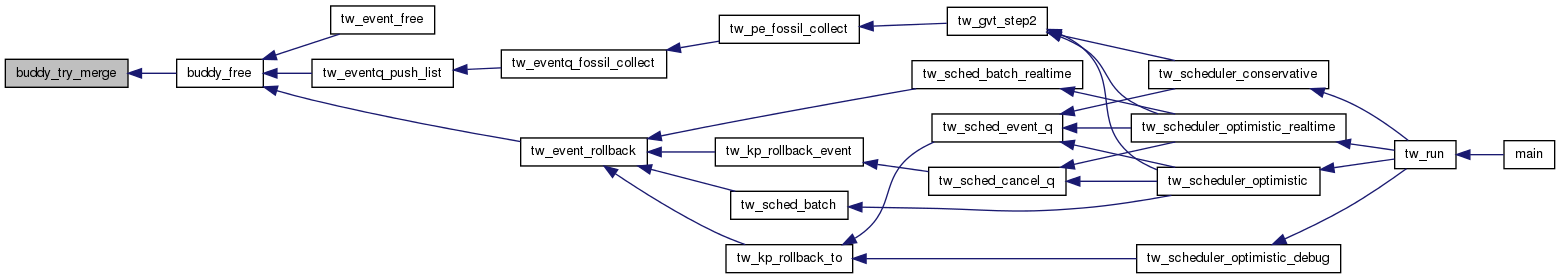 buddy_try_merge
buddy_free
tw_event_free
tw_eventq_push_list
tw_eventq_fossil_collect
tw_pe_fossil_collect
tw_gvt_step2
tw_event_rollback
tw_sched_batch_realtime
tw_kp_rollback_event
tw_sched_batch
tw_kp_rollback_to
tw_sched_event_q
tw_sched_cancel_q
tw_scheduler_conservative
tw_scheduler_optimistic_realtime
tw_scheduler_optimistic
tw_scheduler_optimistic_debug
tw_run
main